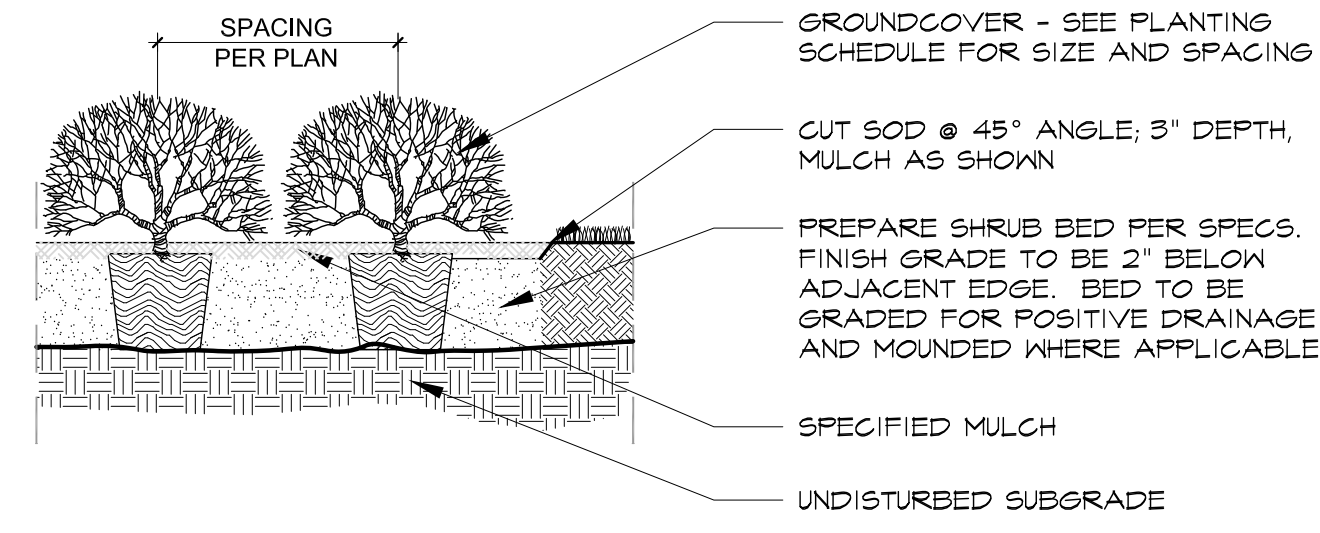 SPACING
PER PLAN
GROUNDCOVER - SEE PLANTING
SCHEDULE FOR SIZE AND SPACING
CUT SOD @ 45° ANGLE; 3" DEPTH,
MULCH AS SHOWN
PREPARE SHRUB BED PER SPECS.
FINISH GRADE TO BE 2" BELOW
ADJACENT EDGE. BED TO BE
GRADED FOR POSITIVE DRAINAGE
AND MOUNDED WHERE APPLICABLE
SPECIFIED MULCH
UNDISTURBED SUBGRADE